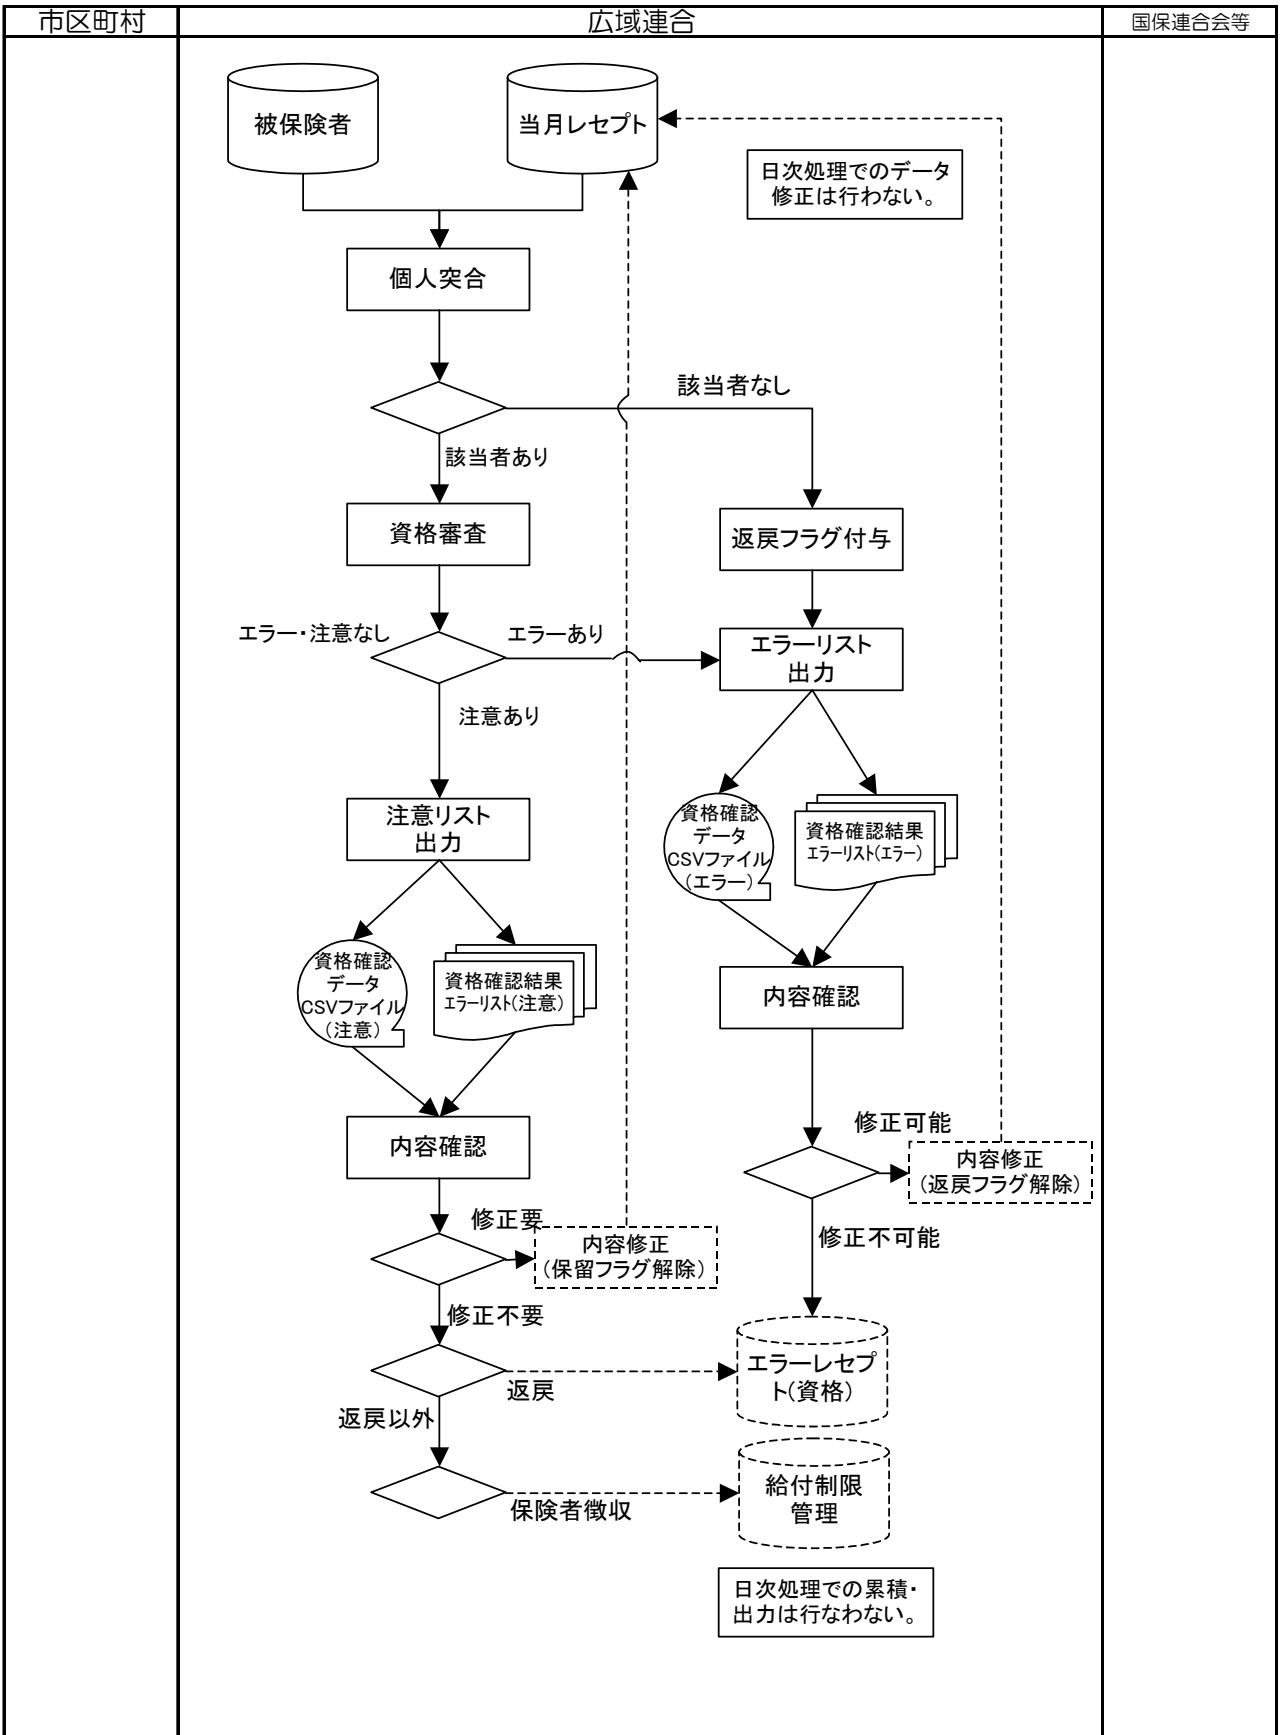 市区町村
広域連合
国保連合会等
被保険者
当月レセプト
日次処理でのデータ
修正は行わない。
個人突合
該当者なし
該当者あり
資格審査
返戻フラグ付与
エラー・注意なし
エラーあり
エラーリスト
出力
注意あり
注意リスト
出力
資格確認
データ
CSVファイル
(エラー)
資格確認結果
エラーリスト(エラー)
資格確認
データ
CSVファイル
(注意)
資格確認結果
エラーリスト(注意)
内容確認
内容確認
修正可能
内容修正
(返戻フラグ解除)
修正要
内容修正
(保留フラグ解除)
修正不可能
修正不要
エラーレセプ
ト(資格)
返戻
返戻以外
給付制限
管理
保険者徴収
日次処理での累積・
出力は行なわない。